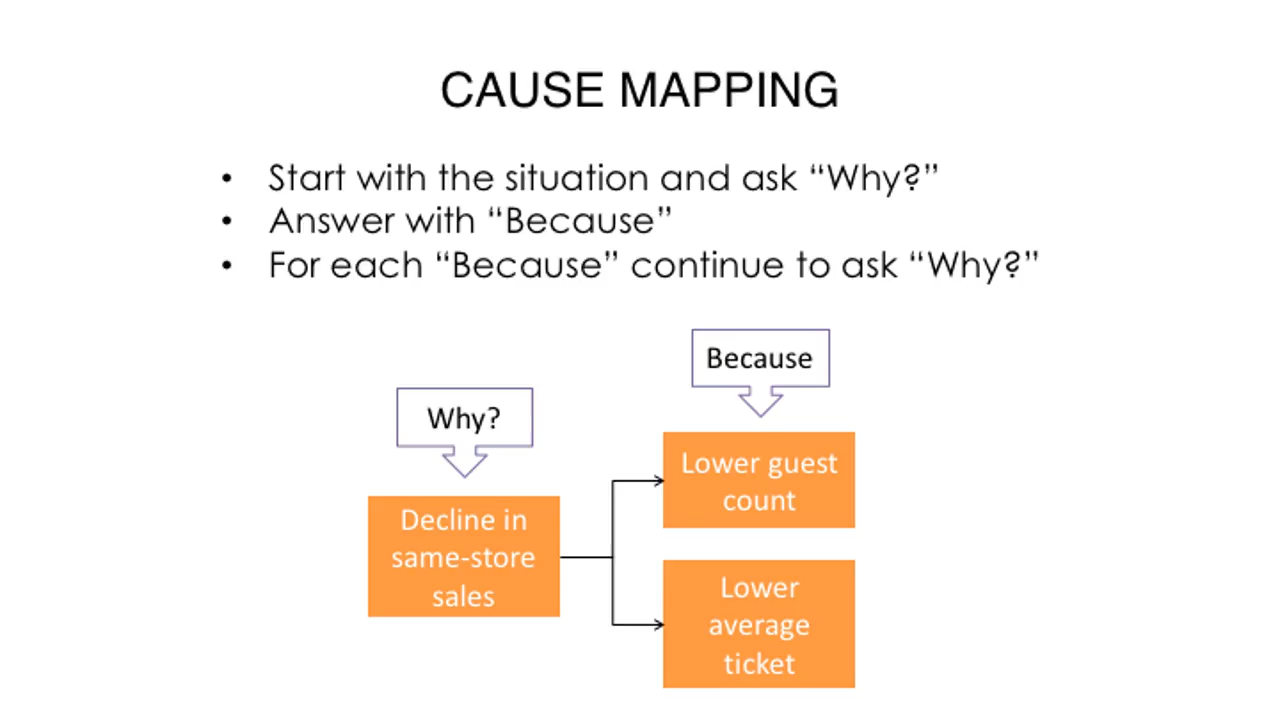 CAUSE MAPPING
• Start with the situation and ask “Why?”
• Answer with “Because”
• For each “Because” continue to ask “Why?”
Because
Why?
Lower guest
count
Decline in
same-store
sales
Lower
average
ticket